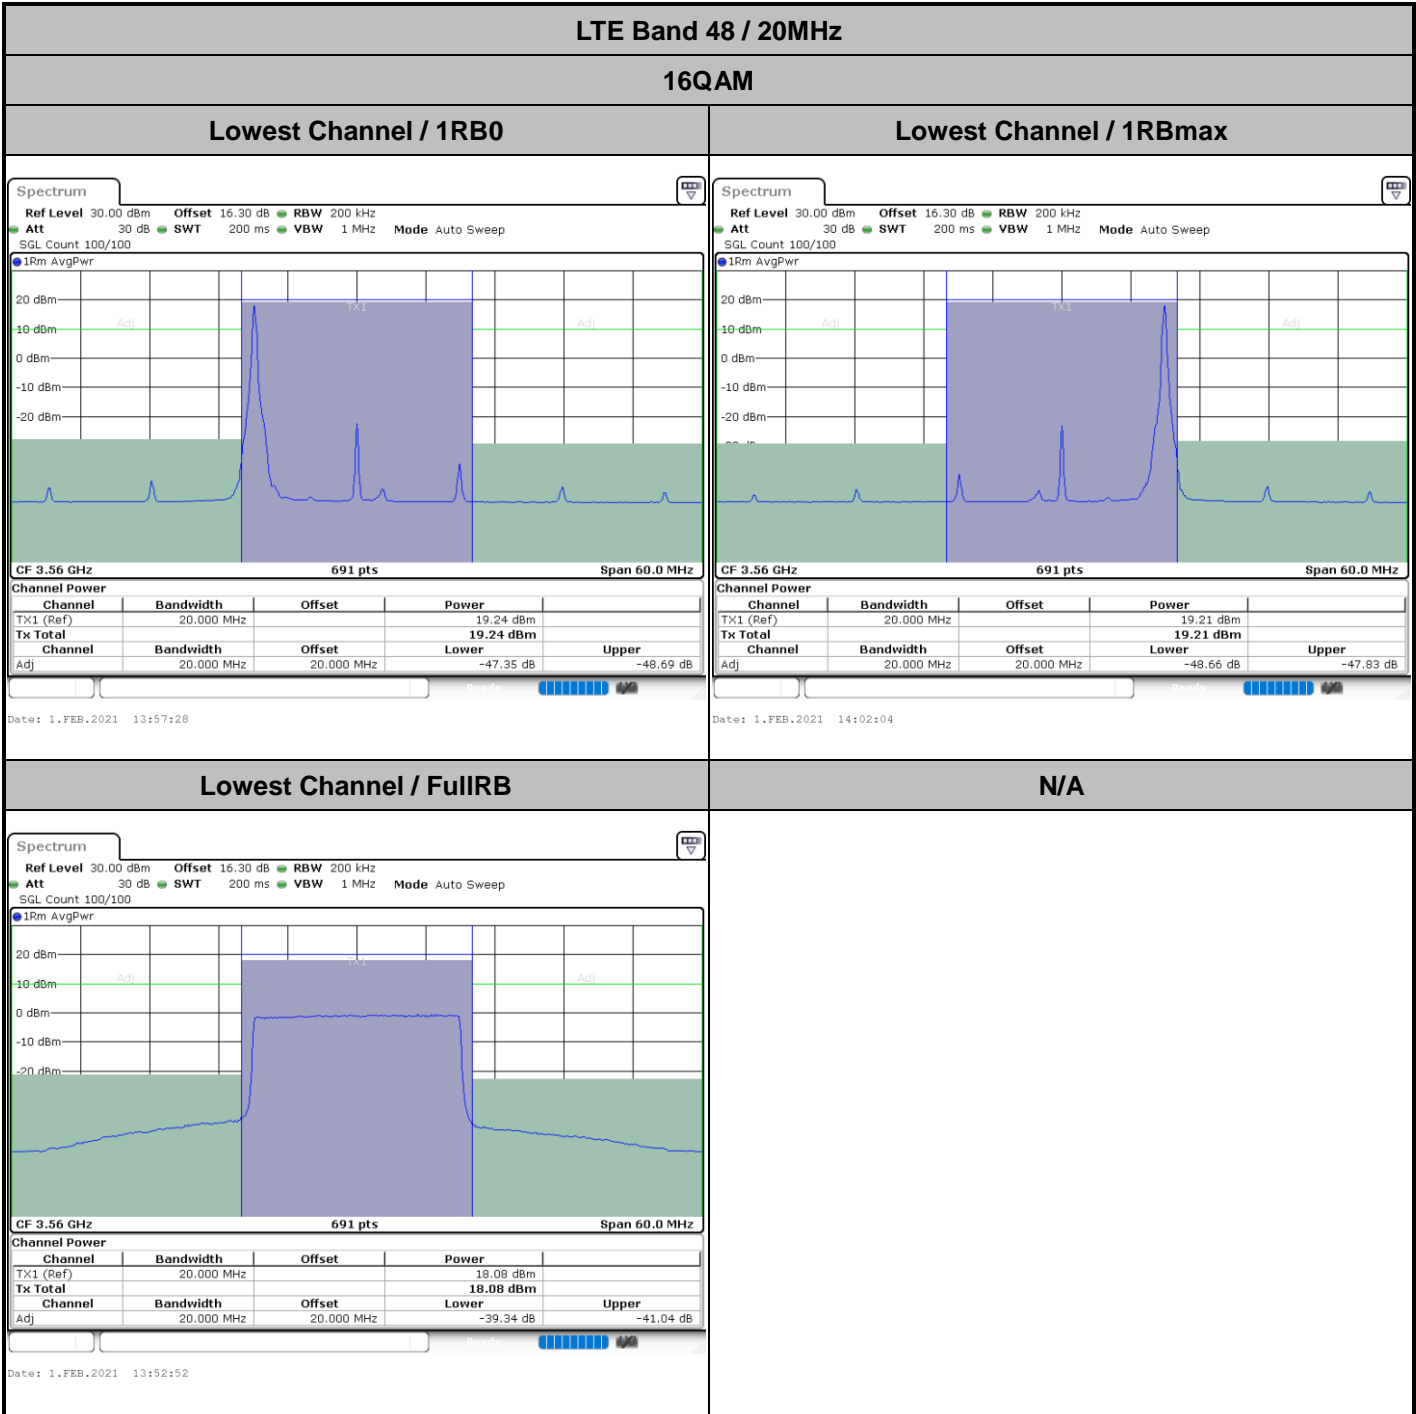 LTE Band 48 / 20MHz
16QAM
Lowest Channel / 1RB0
Lowest Channel / 1RBmax
Spectrum
Ref Level 30.00 dBm Offset 16.30 dB RBW 200 kHz
Att 30 dB SWT 200 ms VBW 1 MHz Mode Auto Sweep
SGL Count 100/100
1Rm AvgPwr
20 dBm
TX1
Adj
Adj
10 dBm
0 dBm
-10 dBm
-20 dBm
CF 3.56 GHz 691 pts Span 60.0 MHz
Channel Power
Channel Bandwidth Offset Power
TX1 (Ref) 20.000 MHz 19.24 dBm
Tx Total 19.24 dBm
Channel Bandwidth Offset Lower Upper
Adj 20.000 MHz 20.000 MHz -47.35 dB -48.69 dB
Ready
Date: 1.FEB.2021 13:57:28
Spectrum
Ref Level 30.00 dBm Offset 16.30 dB RBW 200 kHz
Att 30 dB SWT 200 ms VBW 1 MHz Mode Auto Sweep
SGL Count 100/100
1Rm AvgPwr
20 dBm
TX1
Adj
Adj
10 dBm
0 dBm
-10 dBm
-20 dBm
CF 3.56 GHz 691 pts Span 60.0 MHz
Channel Power
Channel Bandwidth Offset Power
TX1 (Ref) 20.000 MHz 19.21 dBm
Tx Total 19.21 dBm
Channel Bandwidth Offset Lower Upper
Adj 20.000 MHz 20.000 MHz -48.66 dB -47.83 dB
Ready
Date: 1.FEB.2021 14:02:04
Lowest Channel / FullRB
N/A
Spectrum
Ref Level 30.00 dBm Offset 16.30 dB RBW 200 kHz
Att 30 dB SWT 200 ms VBW 1 MHz Mode Auto Sweep
SGL Count 100/100
1Rm AvgPwr
20 dBm
TX1
Adj
Adj
10 dBm
0 dBm
-10 dBm
-20 dBm
CF 3.56 GHz 691 pts Span 60.0 MHz
Channel Power
Channel Bandwidth Offset Power
TX1 (Ref) 20.000 MHz 18.08 dBm
Tx Total 18.08 dBm
Channel Bandwidth Offset Lower Upper
Adj 20.000 MHz 20.000 MHz -39.34 dB -41.04 dB
Ready
Date: 1.FEB.2021 13:52:52